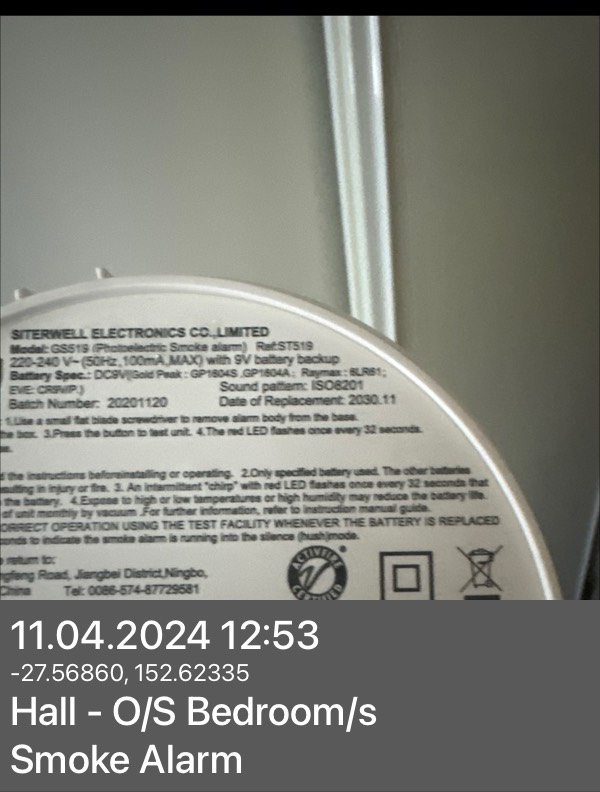 SITERWELL ELECTRONICS CO.,LIMITED
Model: GS519 (Photoelectric Smoke alarm) Ref:ST519
220-240 V~(50Hz,100mA,MAX) with 9V battery backup
Battery Spec.: DC9V(Gold Peak : GP1604S ,GP1604A ; Raymax : 6LR61;
EVE: CR9V/P.) Sound pattern: ISO8201
Batch Number: 20201120 Date of Replacement: 2030.11
1.Use a small flat blade screwdriver to remove alarm body from the base.
the box. 3.Press the button to test unit. 4.The red LED flashes once every 32 seconds.
the instructions beforeinstalling or operating. 2.Only specified battery used. The other batteries
resulting in injury or fire. 3. An intermittent "chirp" with red LED flashes once every 32 seconds that
the battery. 4.Expose to high or low temperatures or high humidity may reduce the battery life.
of unit monthly by vacuum .For further information, refer to instruction manual guide.
CORRECT OPERATION USING THE TEST FACILITY WHENEVER THE BATTERY IS REPLACED
onds to indicate the smoke alarm is running into the silence (hush)mode.
return to:
gfeng Road, Jiangbei District,Ningbo,
China Tel: 0086-574-87729581
ACTIVFIRE
CERTIFIED
11.04.2024 12:53
-27.56860, 152.62335
Hall - O/S Bedroom/s
Smoke Alarm